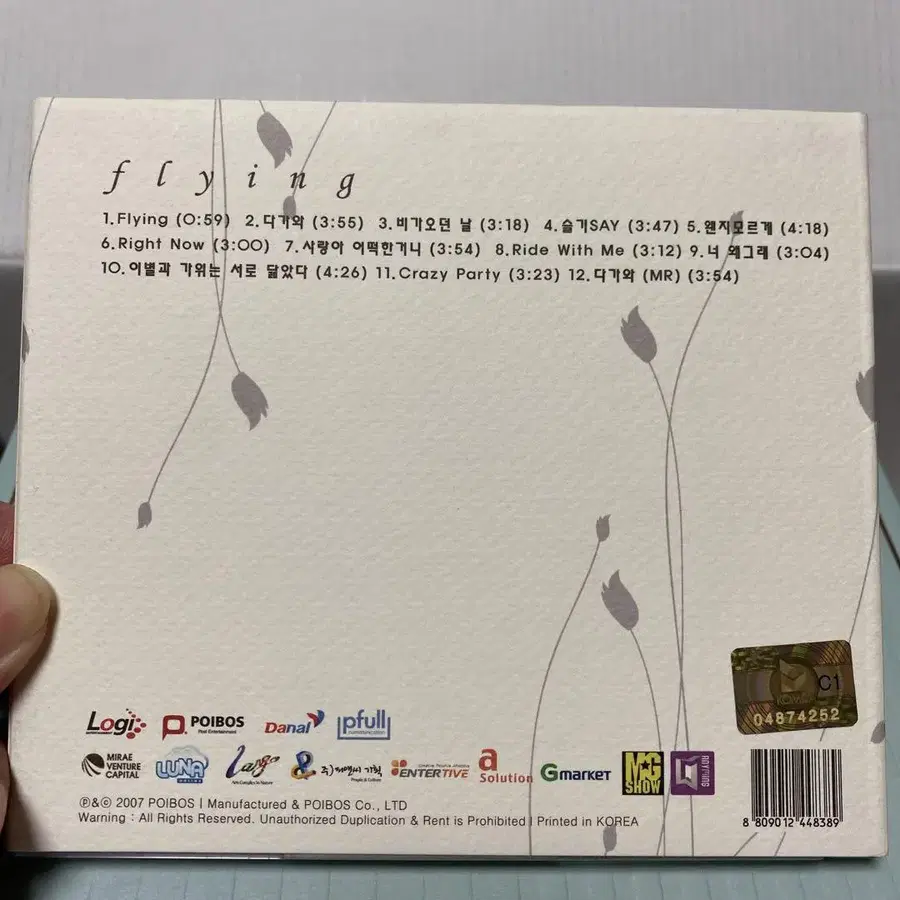 flying
1.Flying (0:59) 2.다가와 (3:55) 3.비가오던 날 (3:18) 4.슬기SAY (3:47) 5.왠지모르게 (4:18)
6.Right Now (3:00) 7.사랑아 어떡한거니 (3:54) 8.Ride With Me (3:12) 9.너 왜그래 (3:04)
10.이별과 가위는 서로 닮았다 (4:26) 11.Crazy Party (3:23) 12.다가와 (MR) (3:54)
C1
04874252
Logi POIBOS Danal pfull
MIRAE VENTURE CAPITAL LUNA Largo ENTERTIVE a Solution Gmarket M.G SHOW
℗&© 2007 POIBOS | Manufactured & POIBOS Co., LTD
Warning : All Rights Reserved. Unauthorized Duplication & Rent is Prohibited | Printed in KOREA
8 809012 448389